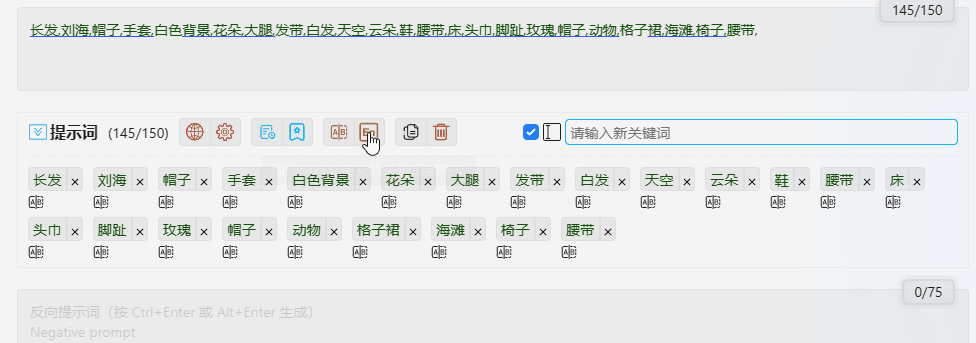 145/150
长发,刘海,帽子,手套,白色背景,花朵,大腿,发带,白发,天空,云朵,鞋,腰带,床,头巾,脚趾,玫瑰,帽子,动物,格子裙,海滩,椅子,腰带,
提示词 (145/150) 请输入新关键词
长发 × 刘海 × 帽子 × 手套 × 白色背景 × 花朵 × 大腿 × 发带 × 白发 × 天空 × 云朵 × 鞋 × 腰带 × 床 ×
头巾 × 脚趾 × 玫瑰 × 帽子 × 动物 × 格子裙 × 海滩 × 椅子 × 腰带 ×
0/75
反向提示词（按 Ctrl+Enter 或 Alt+Enter 生成）
Negative prompt